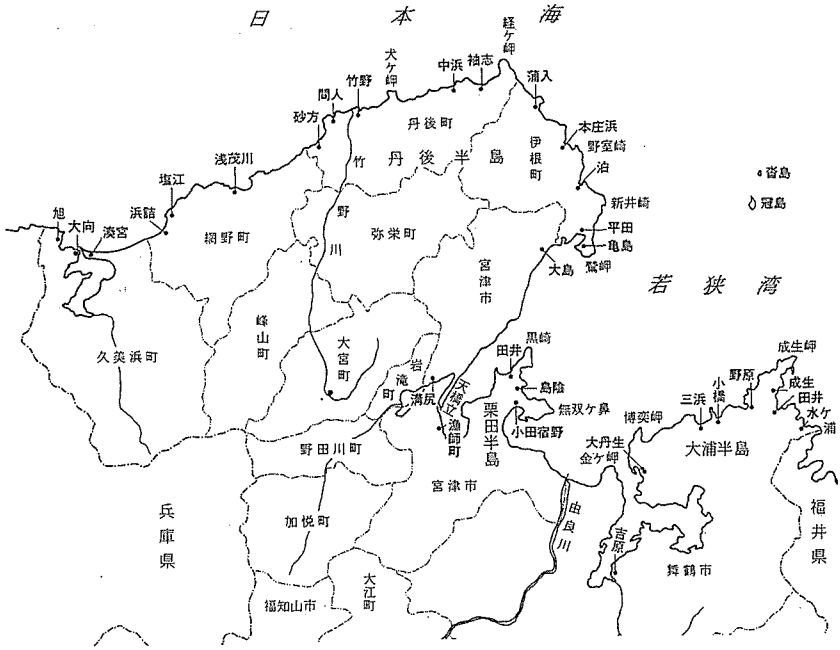 日本海
経ケ岬
犬ケ岬
中浜
袖志
竹野
間人
蒲入
砂方
丹後町
本庄浜
伊根町
野室崎
丹後半島
浅茂川
泊
沓島
冠島
塩江
竹野川
新井崎
旭
大向
湊宮
浜詰
網野町
弥栄町
平田
亀島
鷲岬
大島
宮津市
若狭湾
峰山町
久美浜町
大宮町
岩滝町
溝尻
天橋立
漁師町
黒崎
田井
島陰
栗田半島
無双ケ鼻
小田宿野
成生岬
野原
小橋
三浜
成生
田井
水ケ浦
博奕岬
大丹生
大浦半島
金ケ岬
野田川町
宮津市
加悦町
兵庫県
由良川
吉原
舞鶴市
福井県
大江町
福知山市